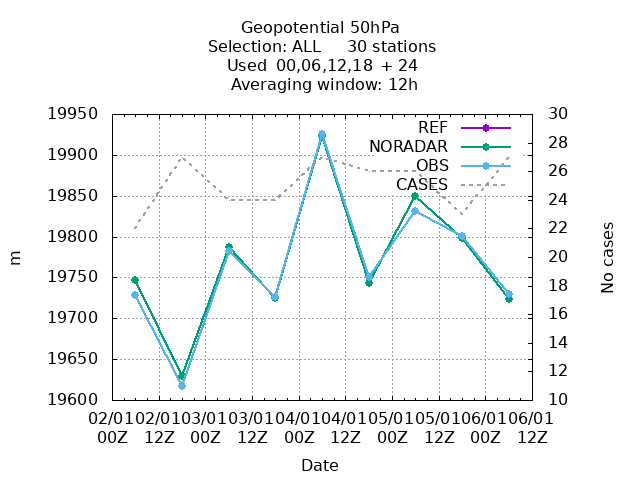 Geopotential 50hPa
Selection: ALL     30 stations
Used  00,06,12,18  + 24
Averaging window: 12h
19950
19900
19850
19800
19750
19700
19650
19600
m
30
28
26
24
22
20
18
16
14
12
10
No cases
REF
NORADAR
OBS
CASES
02/01 02/01 03/01 03/01 04/01 04/01 05/01 05/01 06/01 06/01
00Z 12Z 00Z 12Z 00Z 12Z 00Z 12Z 00Z 12Z
Date